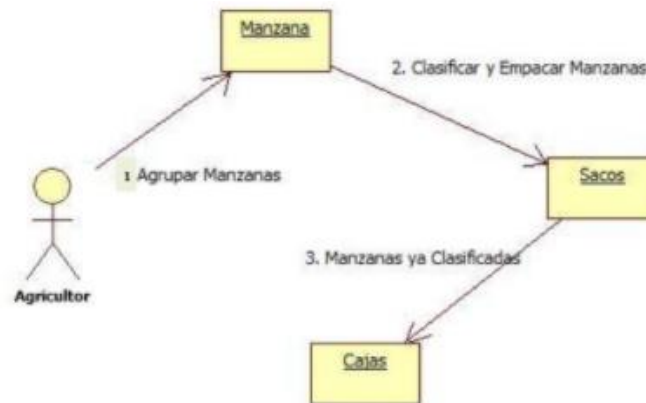 Manzana
2. Clasificar y Empacar Manzanas
1 Agrupar Manzanas
Sacos
3. Manzanas ya Clasificadas
Agricultor
Cajas